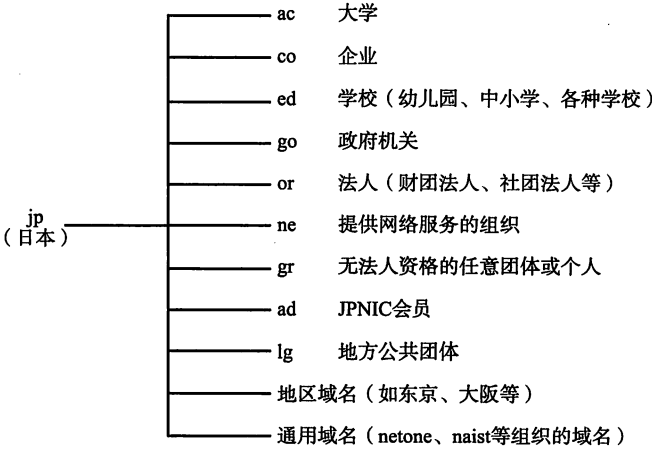 ac 大学
co 企业
ed 学校（幼儿园、中小学、各种学校）
go 政府机关
or 法人（财团法人、社团法人等）
jp
（日本）
ne 提供网络服务的组织
gr 无法人资格的任意团体或个人
ad JPNIC会员
lg 地方公共团体
地区域名（如东京、大阪等）
通用域名（netone、naist等组织的域名）